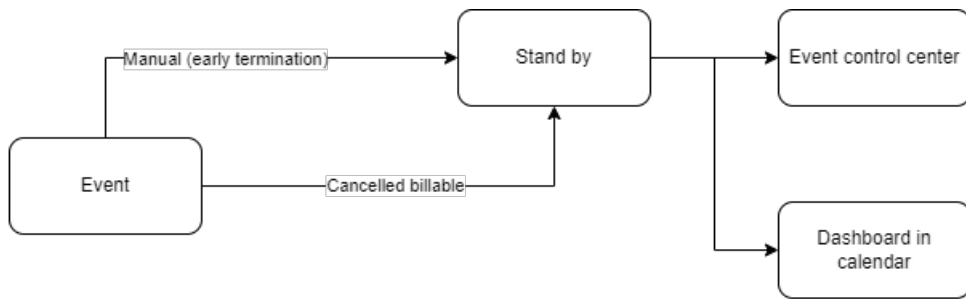 Manual (early termination)
Stand by
Event control center
Event
Cancelled billable
Dashboard in
calendar